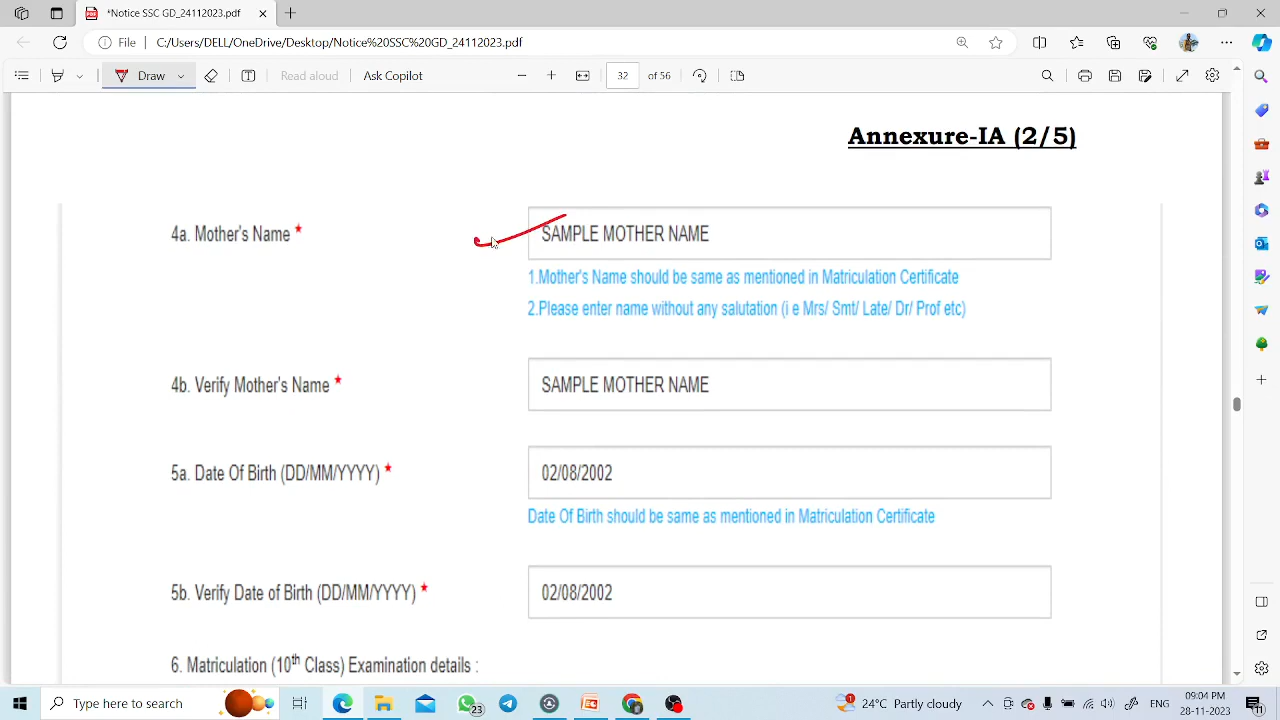 *Notice SSC GD_24112023.pdf
File C:/Users/DELL/OneDrive/Desktop/Notice%20SSC%20GD_24112023.pdf
Draw Read aloud Ask Copilot 32 of 56
Annexure-IA (2/5)
4a. Mother's Name * SAMPLE MOTHER NAME
1.Mother's Name should be same as mentioned in Matriculation Certificate
2.Please enter name without any salutation (i e Mrs/ Smt/ Late/ Dr/ Prof etc)
4b. Verify Mother's Name * SAMPLE MOTHER NAME
5a. Date Of Birth (DD/MM/YYYY) * 02/08/2002
Date Of Birth should be same as mentioned in Matriculation Certificate
5b. Verify Date of Birth (DD/MM/YYYY) * 02/08/2002
6. Matriculation (10th Class) Examination details :
Type here to search 23 1 24°C Partly cloudy ENG 09:04 PM
28-11-2023